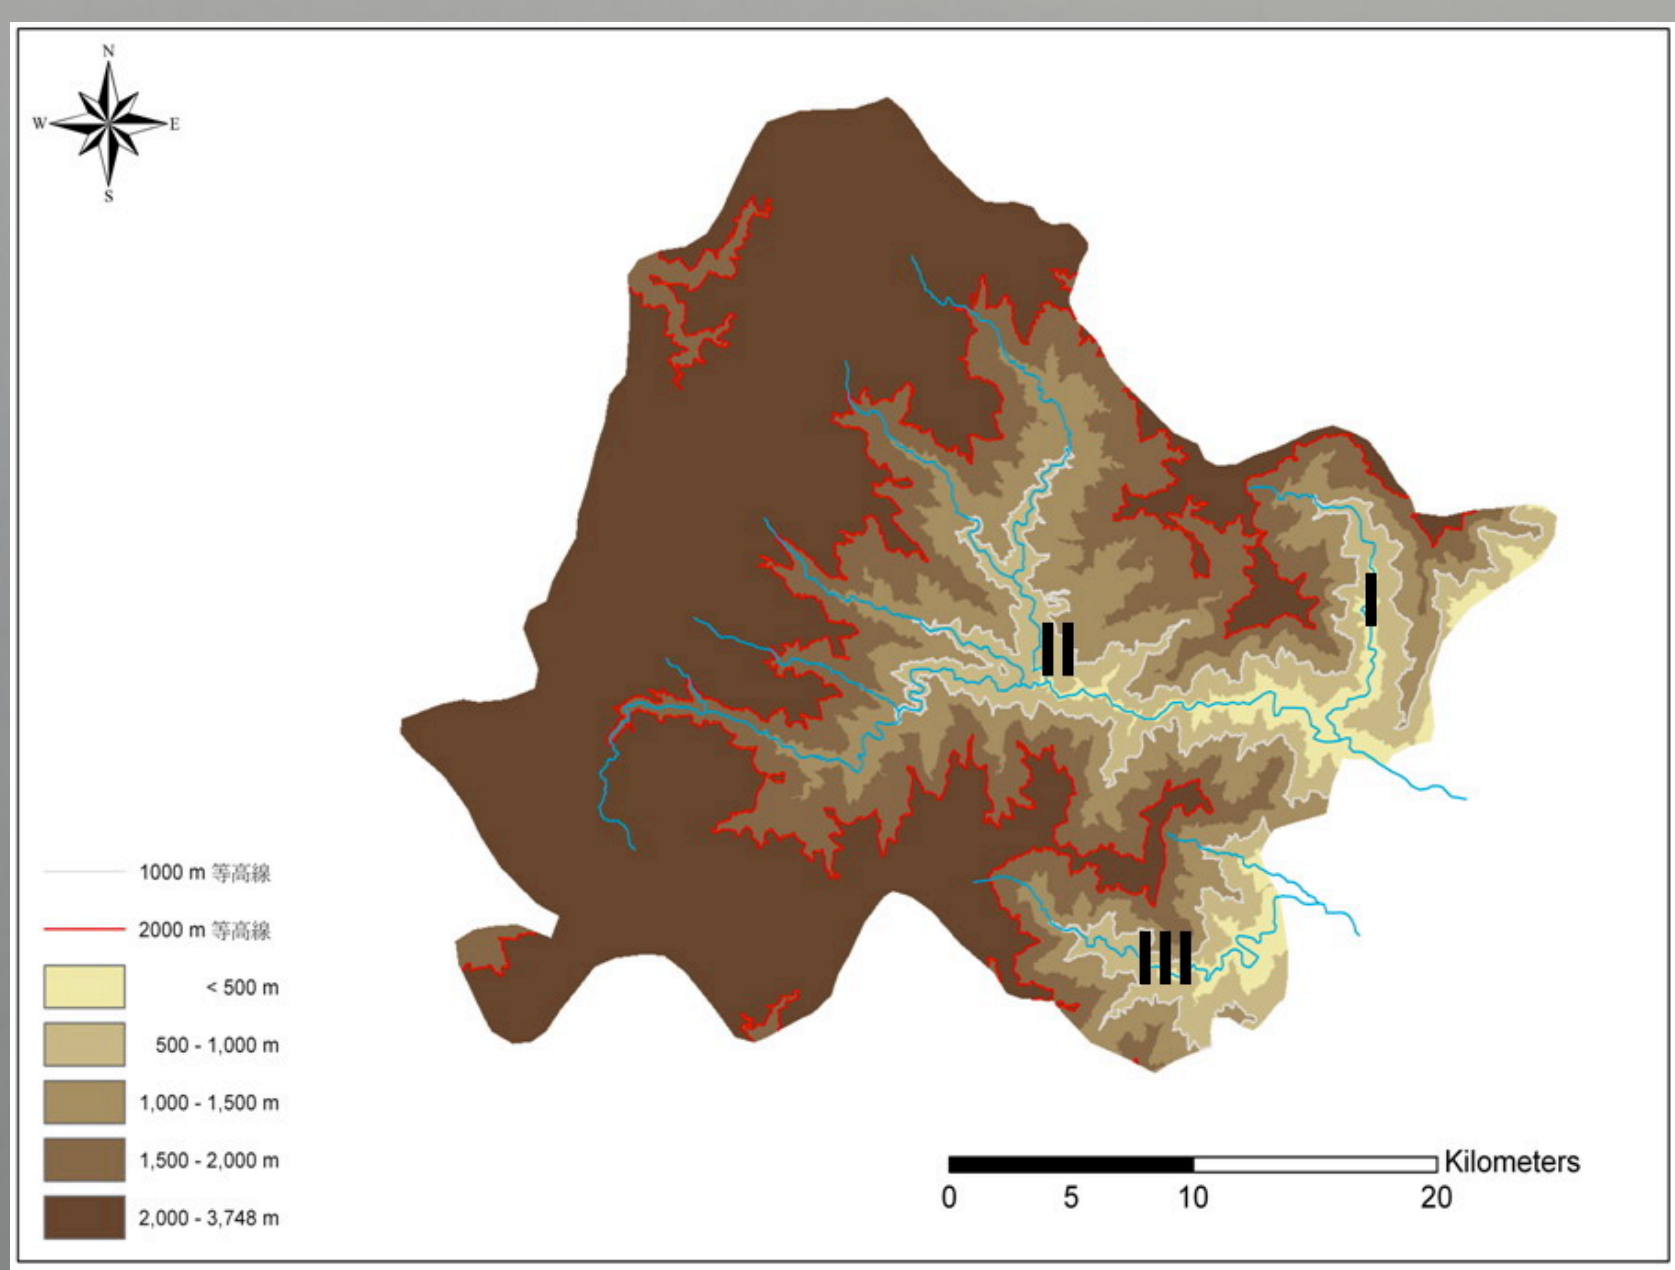 N
W E
S
I
II
III
1000 m 等高線
2000 m 等高線
< 500 m
500 - 1,000 m
1,000 - 1,500 m
1,500 - 2,000 m
2,000 - 3,748 m
Kilometers
0 5 10 20